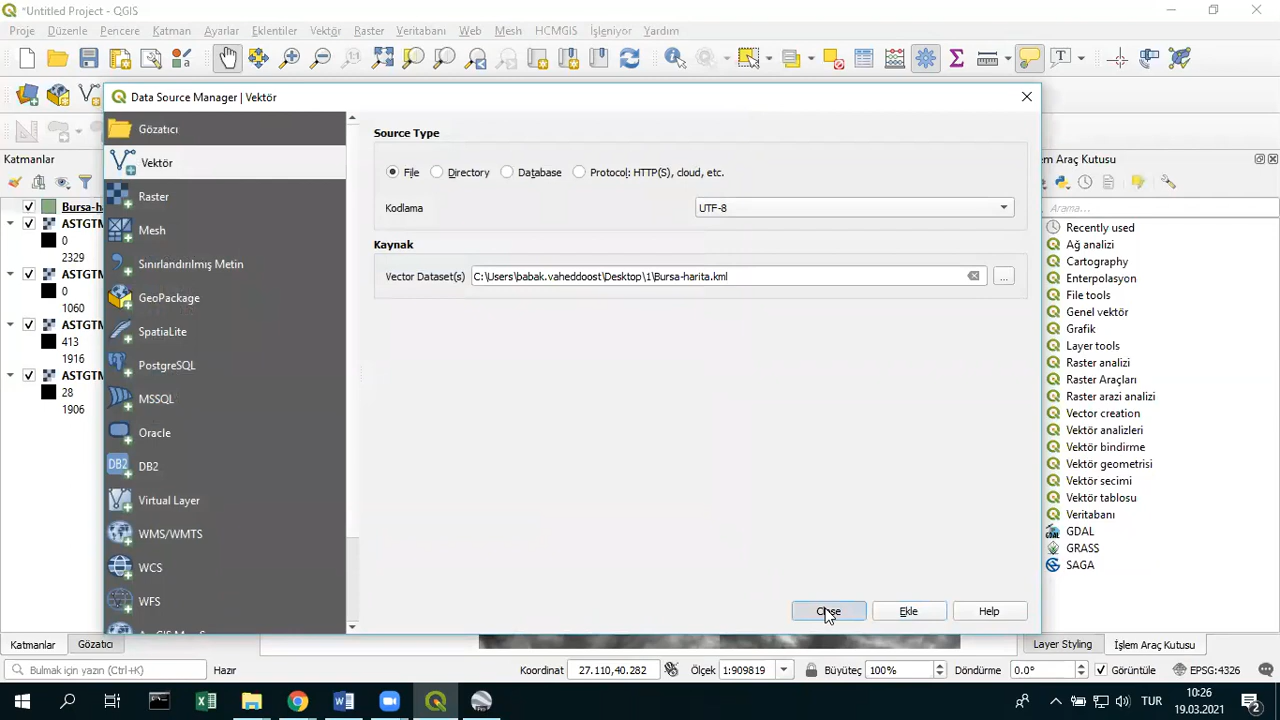 *Untitled Project - QGIS
Proje Düzenle Pencere Katman Ayarlar Eklentiler Vektör Raster Veritabanı Web Mesh HCMGIS İşleniyor Yardım
Data Source Manager | Vektör
Katmanlar
Bursa-h
ASTGTM
0
2329
ASTGTM
0
1060
ASTGTM
413
1916
ASTGTM
28
1906
Gözatıcı
Vektör
Raster
Mesh
Sınırlandırılmış Metin
GeoPackage
SpatiaLite
PostgreSQL
MSSQL
Oracle
DB2
Virtual Layer
WMS/WMTS
WCS
WFS
Source Type
File Directory Database Protocol: HTTP(S), cloud, etc.
Kodlama UTF-8
Kaynak
Vector Dataset(s) C:\Users\babak.vaheddoost\Desktop\1\Bursa-harita.kml ...
Close Ekle Help
lem Araç Kutusu
Arama...
Recently used
Ağ analizi
Cartography
Enterpolasyon
File tools
Genel vektör
Grafik
Layer tools
Raster analizi
Raster Araçları
Raster arazi analizi
Vector creation
Vektör analizleri
Vektör bindirme
Vektör geometrisi
Vektör secimi
Vektör tablosu
Veritabanı
GDAL
GRASS
SAGA
Katmanlar Gözatıcı
Layer Styling İşlem Araç Kutusu
Bulmak için yazın (Ctrl+K) Hazır Koordinat 27.110,40.282 Ölçek 1:909819 Büyüteç 100% Döndürme 0.0° Görüntüle EPSG:4326
TUR
10:26
19.03.2021
2